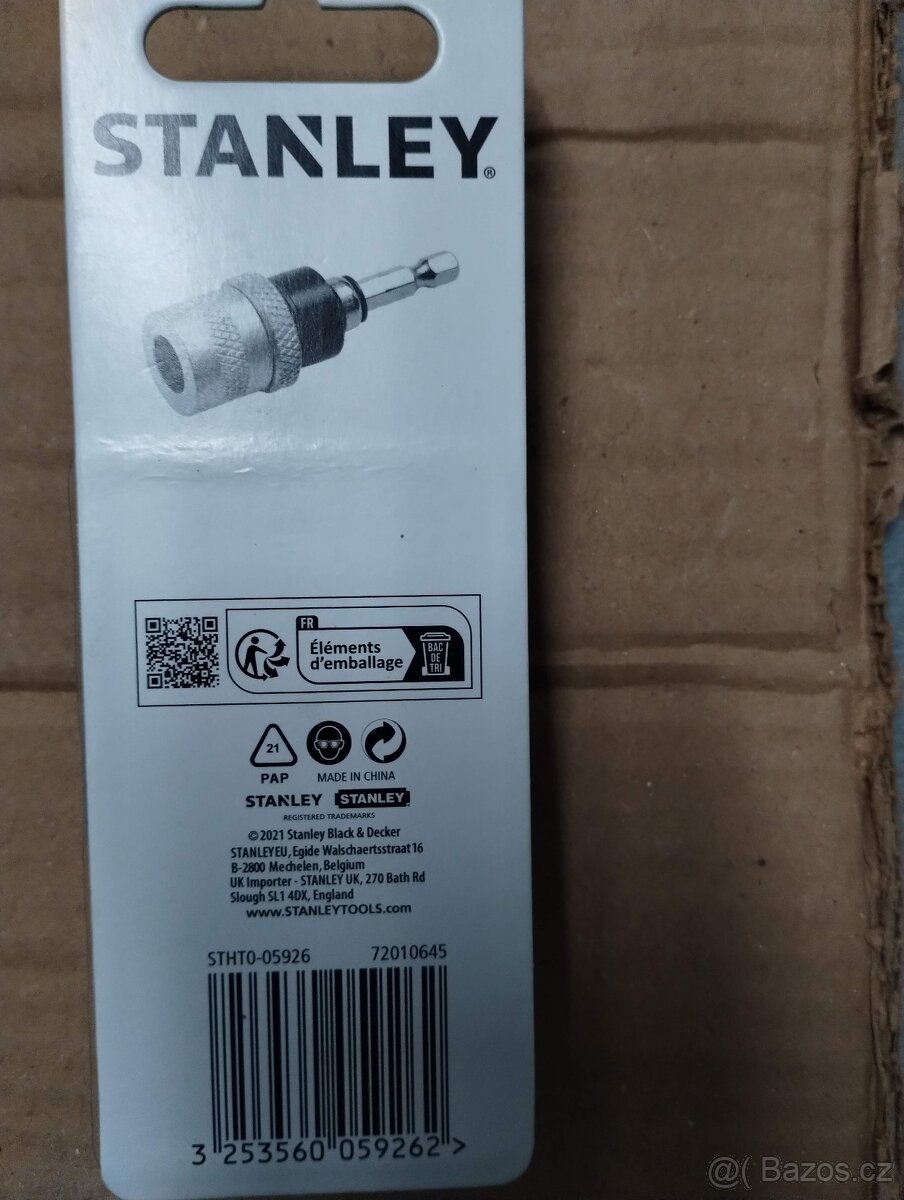 STANLEY®
FR
Éléments
d'emballage
BAC
DE
TRI
21
PAP
MADE IN CHINA
STANLEY STANLEY
REGISTERED TRADEMARKS
© 2021 Stanley Black & Decker
STANLEYEU, Egide Walschaertsstraat 16
B-2800 Mechelen, Belgium
UK Importer - STANLEY UK, 270 Bath Rd
Slough SL1 4DX, England
www.STANLEYTOOLS.com
STHT0-05926 72010645
3 253560 059262 >
@( Bazos.cz